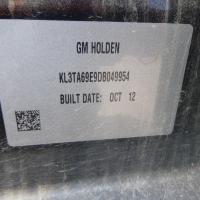 GM HOLDEN
KL3TA69E9DB049954
BUILT DATE: OCT 12